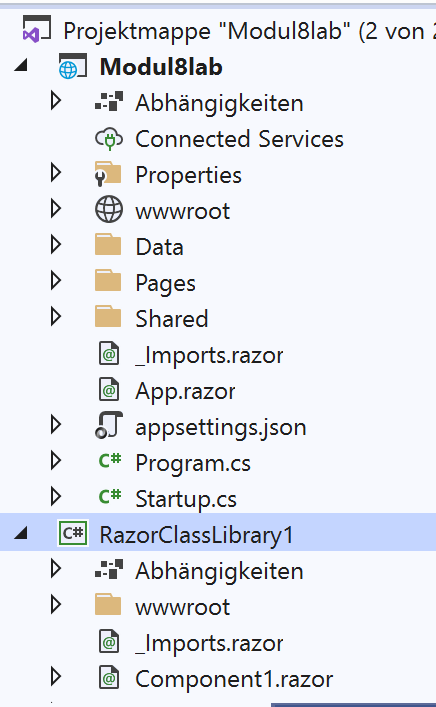 Projektmappe "Modul8lab" (2 von 2
Modul8lab
Abhängigkeiten
Connected Services
Properties
wwwroot
Data
Pages
Shared
_Imports.razor
App.razor
appsettings.json
C# Program.cs
C# Startup.cs
C# RazorClassLibrary1
Abhängigkeiten
wwwroot
_Imports.razor
Component1.razor